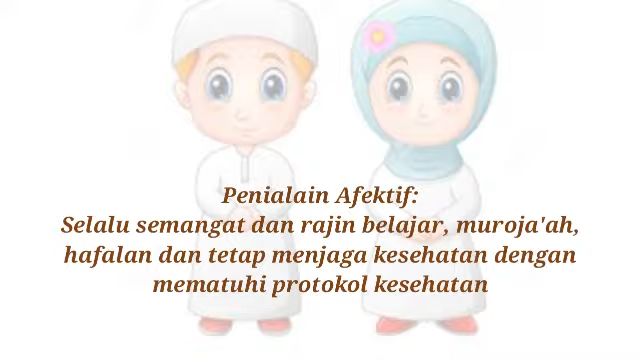 Penialain Afektif:
Selalu semangat dan rajin belajar, muroja'ah,
hafalan dan tetap menjaga kesehatan dengan
mematuhi protokol kesehatan